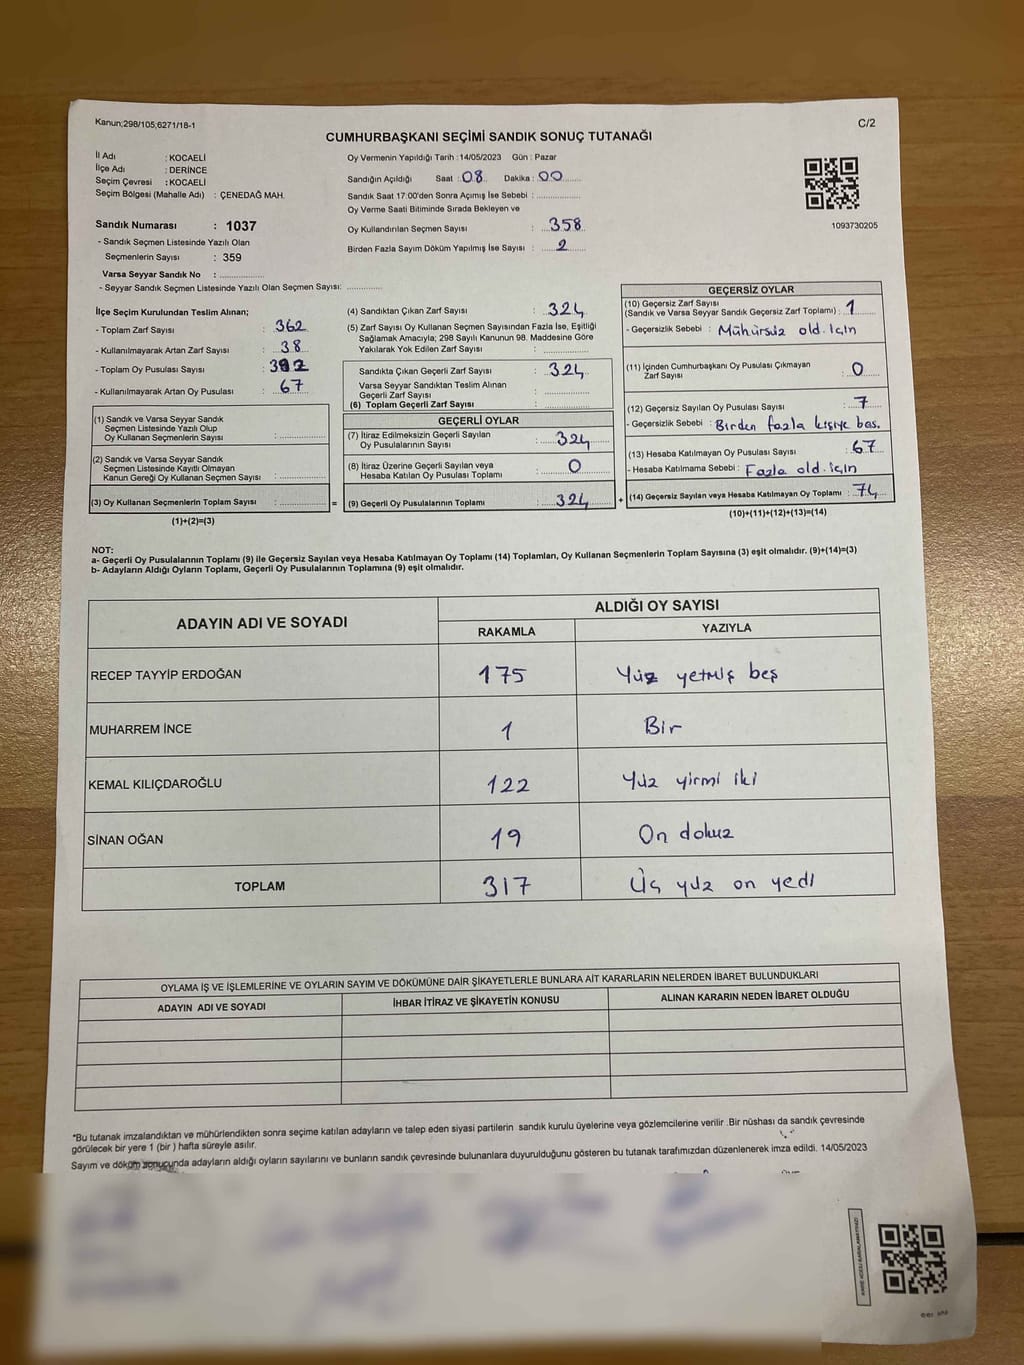 Kanun;298/105,6271/18-1
C/2
CUMHURBAŞKANI SEÇİMİ SANDIK SONUÇ TUTANAĞI
İl Adı : KOCAELİ
İlçe Adı : DERİNCE
Seçim Çevresi : KOCAELİ
Seçim Bölgesi (Mahalle Adı) : ÇENEDAĞ MAH.
Sandık Numarası : 1037
- Sandık Seçmen Listesinde Yazılı Olan
Seçmenlerin Sayısı : 359
Varsa Seyyar Sandık No : ................
- Seyyar Sandık Seçmen Listesinde Yazılı Olan Seçmen Sayısı: ............
Oy Vermenin Yapıldığı Tarih :14/05/2023 Gün : Pazar
Sandığın Açıldığı Saat : 08 Dakika : 00
Sandık Saat 17:00'den Sonra Açımış İse Sebebi : ...............
Oy Verme Saati Bitiminde Sırada Bekleyen ve
Oy Kullandırılan Seçmen Sayısı : 358
Birden Fazla Sayım Döküm Yapılmış İse Sayısı : 2
1093730205
İlçe Seçim Kurulundan Teslim Alınan;
- Toplam Zarf Sayısı : 362
- Kullanılmayarak Artan Zarf Sayısı : 38
- Toplam Oy Pusulası Sayısı :
- Kullanılmayarak Artan Oy Pusulası : 67
(1) Sandık ve Varsa Seyyar Sandık
Seçmen Listesinde Yazılı Olup
Oy Kullanan Seçmenlerin Sayısı : ............
(2) Sandık ve Varsa Seyyar Sandık
Seçmen Listesinde Kayıtlı Olmayan
Kanun Gereği Oy Kullanan Seçmen Sayısı : ............
(3) Oy Kullanan Seçmenlerin Toplam Sayısı : ............ =
(1)+(2)=(3)
(4) Sandıktan Çıkan Zarf Sayısı : 324
(5) Zarf Sayısı Oy Kullanan Seçmen Sayısından Fazla İse, Eşitliği
Sağlamak Amacıyla; 298 Sayılı Kanunun 98. Maddesine Göre
Yakılarak Yok Edilen Zarf Sayısı : ............
Sandıkta Çıkan Geçerli Zarf Sayısı : 324
Varsa Seyyar Sandıktan Teslim Alınan
Geçerli Zarf Sayısı : ............
(6) Toplam Geçerli Zarf Sayısı : ............
GEÇERLİ OYLAR
(7) İtiraz Edilmeksizin Geçerli Sayılan
Oy Pusulalarının Sayısı : 324
(8) İtiraz Üzerine Geçerli Sayılan veya
Hesaba Katılan Oy Pusulası Toplamı : 0
(9) Geçerli Oy Pusulalarının Toplamı : 324 +
GEÇERSİZ OYLAR
(10) Geçersiz Zarf Sayısı
(Sandık ve Varsa Seyyar Sandık Geçersiz Zarf Toplamı) : 1
- Geçersizlik Sebebi : Mühürsüz old. için
(11) İçinden Cumhurbaşkanı Oy Pusulası Çıkmayan
Zarf Sayısı : 0
(12) Geçersiz Sayılan Oy Pusulası Sayısı : 7
- Geçersizlik Sebebi : Birden fazla kişiye bas.
(13) Hesaba Katılmayan Oy Pusulası Sayısı : 67
- Hesaba Katılmama Sebebi : Fazla old. için
(14) Geçersiz Sayılan veya Hesaba Katılmayan Oy Toplamı : 74
(10)+(11)+(12)+(13)=(14)
NOT:
a- Geçerli Oy Pusulalarının Toplamı (9) ile Geçersiz Sayılan veya Hesaba Katılmayan Oy Toplamı (14) Toplamları, Oy Kullanan Seçmenlerin Toplam Sayısına (3) eşit olmalıdır. (9)+(14)=(3)
b- Adayların Aldığı Oyların Toplamı, Geçerli Oy Pusulalarının Toplamına (9) eşit olmalıdır.
ADAYIN ADI VE SOYADI
ALDIĞI OY SAYISI
RAKAMLA YAZIYLA
RECEP TAYYİP ERDOĞAN 175 Yüz yetmiş beş
MUHARREM İNCE 1 Bir
KEMAL KILIÇDAROĞLU 122 Yüz yirmi iki
SİNAN OĞAN 19 On dokuz
TOPLAM 317 Üç yüz on yedi
OYLAMA İŞ VE İŞLEMLERİNE VE OYLARIN SAYIM VE DÖKÜMÜNE DAİR ŞİKAYETLERLE BUNLARA AİT KARARLARIN NELERDEN İBARET BULUNDUKLARI
ADAYIN ADI VE SOYADI İHBAR İTİRAZ VE ŞİKAYETİN KONUSU ALINAN KARARIN NEDEN İBARET OLDUĞU
*Bu tutanak imzalandıktan ve mühürlendikten sonra seçime katılan adayların ve talep eden siyasi partilerin sandık kurulu üyelerine veya gözlemcilerine verilir .Bir nüshası da sandık çevresinde
görülecek bir yere 1 (bir ) hafta süreyle asılır.
Sayım ve döküm sonucunda adayların aldığı oyların sayılarını ve bunların sandık çevresinde bulunanlara duyurulduğunu gösteren bu tutanak tarafımızdan düzenlenerek imza edildi. 14/05/2023